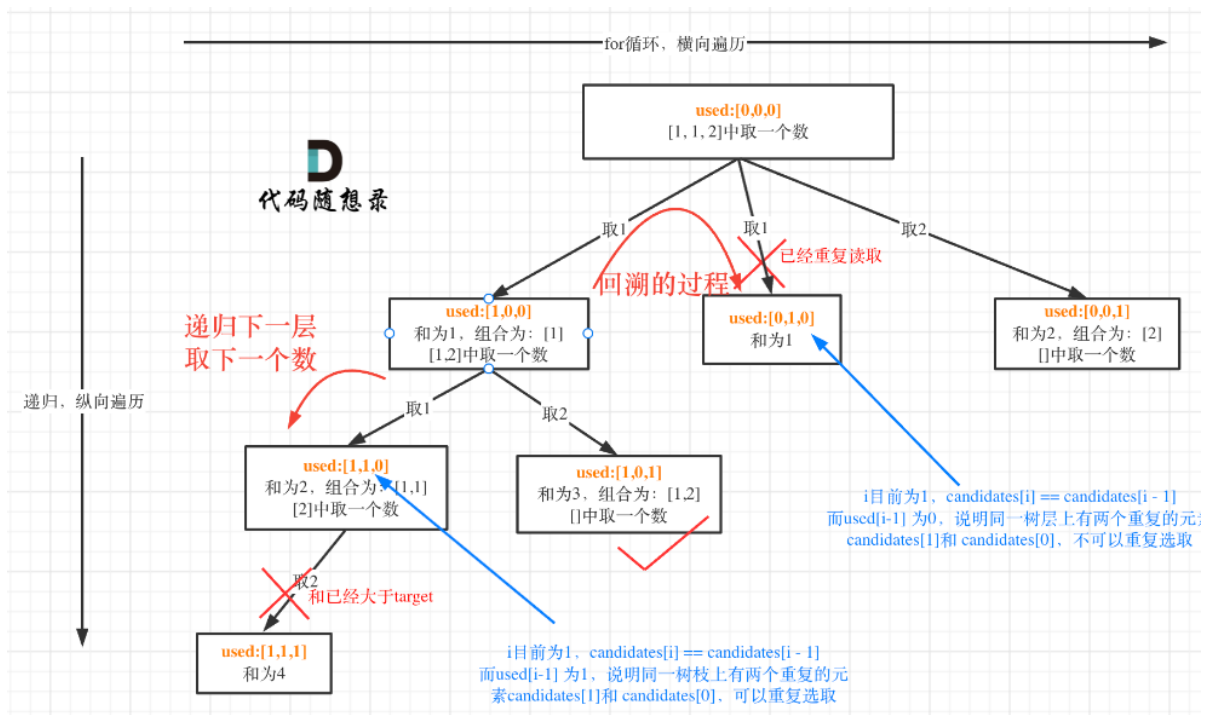 for循环，横向遍历
used:[0,0,0]
[1, 1, 2]中取一个数
代码随想录
取1
取1
取2
已经重复读取
回溯的过程
used:[1,0,0]
和为1，组合为：[1]
[1,2]中取一个数
used:[0,1,0]
和为1
used:[0,0,1]
和为2，组合为：[2]
[]中取一个数
递归下一层
取下一个数
递归，纵向遍历
取1
取2
used:[1,1,0]
和为2，组合为：[1,1]
[2]中取一个数
used:[1,0,1]
和为3，组合为：[1,2]
[]中取一个数
i目前为1，candidates[i] == candidates[i - 1]
而used[i-1] 为0，说明同一树层上有两个重复的元
candidates[1]和 candidates[0]，不可以重复选取
取2
和已经大于target
used:[1,1,1]
和为4
i目前为1，candidates[i] == candidates[i - 1]
而used[i-1] 为1，说明同一树枝上有两个重复的元
素candidates[1]和 candidates[0]，可以重复选取